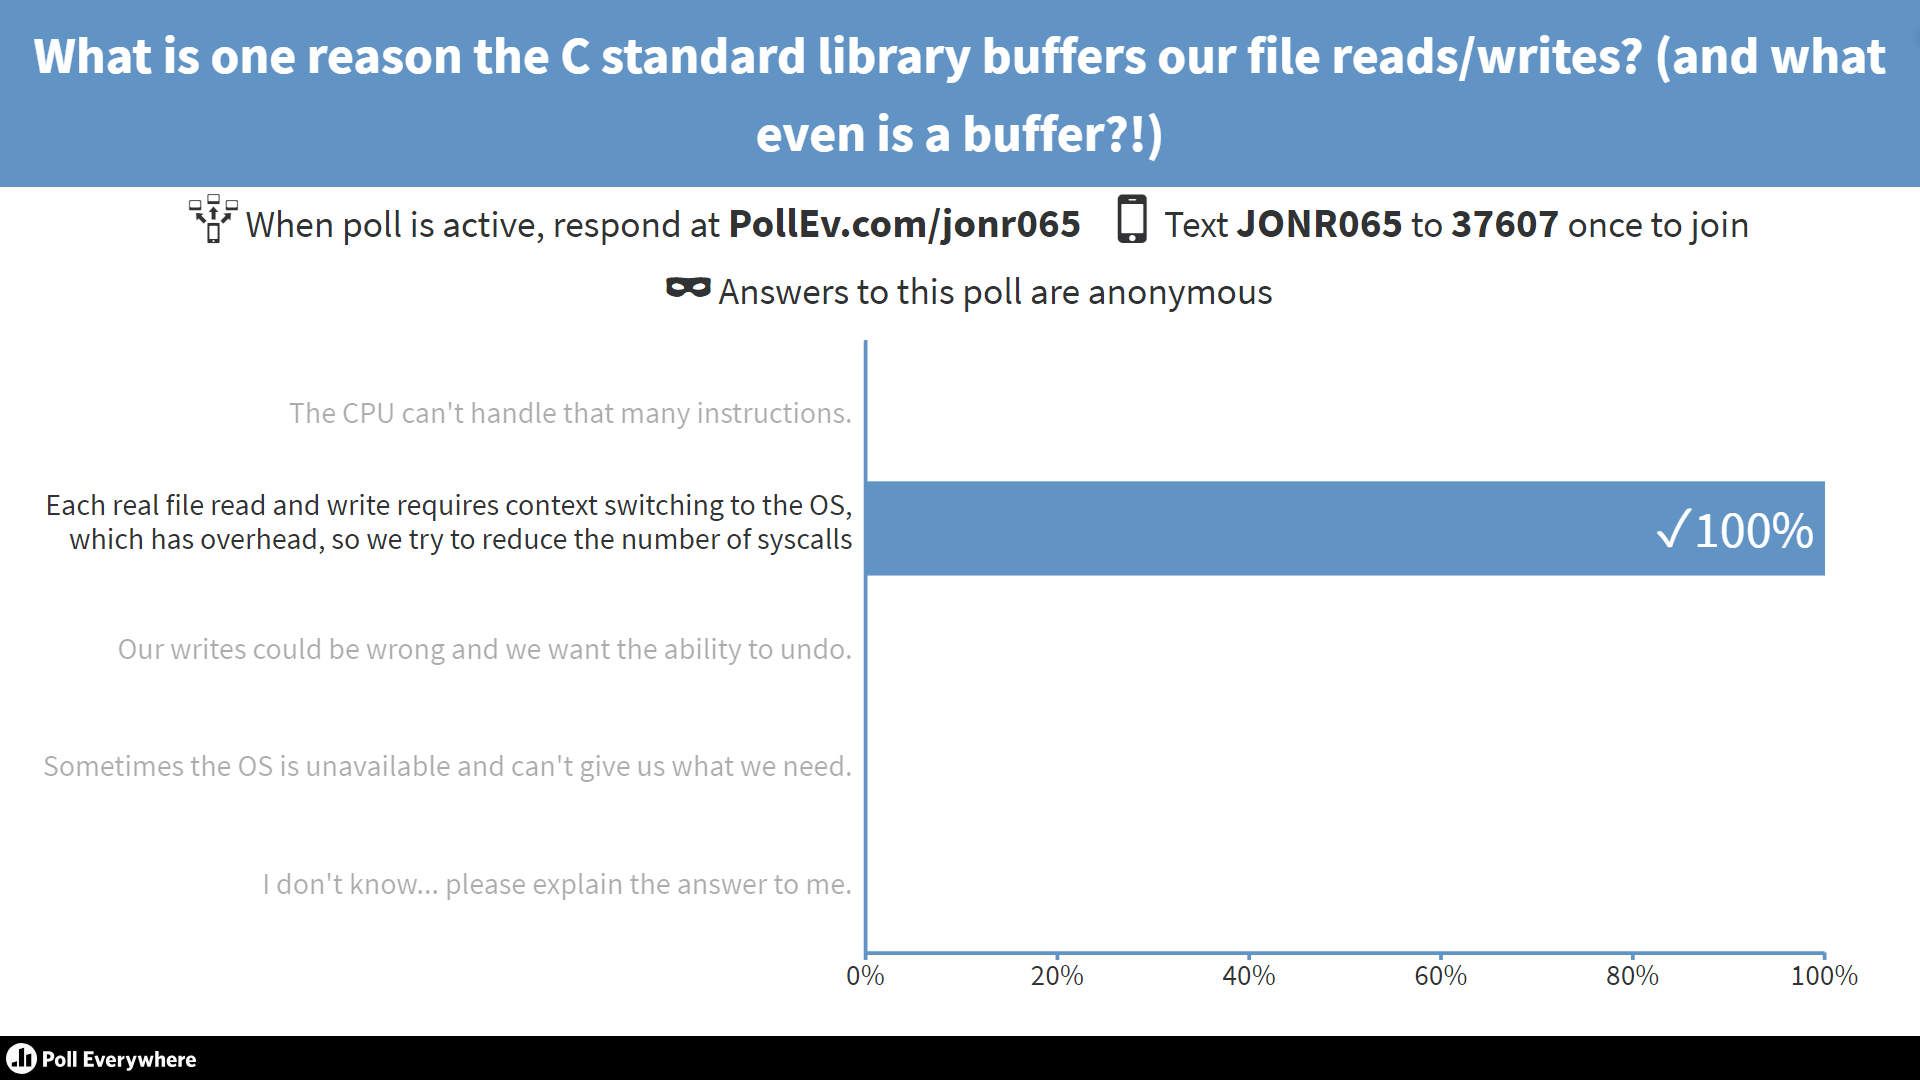 What is one reason the C standard library buffers our file reads/writes? (and what
even is a buffer?!)
When poll is active, respond at PollEv.com/jonr065
Text JONR065 to 37607 once to join
Answers to this poll are anonymous
The CPU can't handle that many instructions.
Each real file read and write requires context switching to the OS,
which has overhead, so we try to reduce the number of syscalls
✓100%
Our writes could be wrong and we want the ability to undo.
Sometimes the OS is unavailable and can't give us what we need.
I don't know... please explain the answer to me.
0% 20% 40% 60% 80% 100%
Poll Everywhere